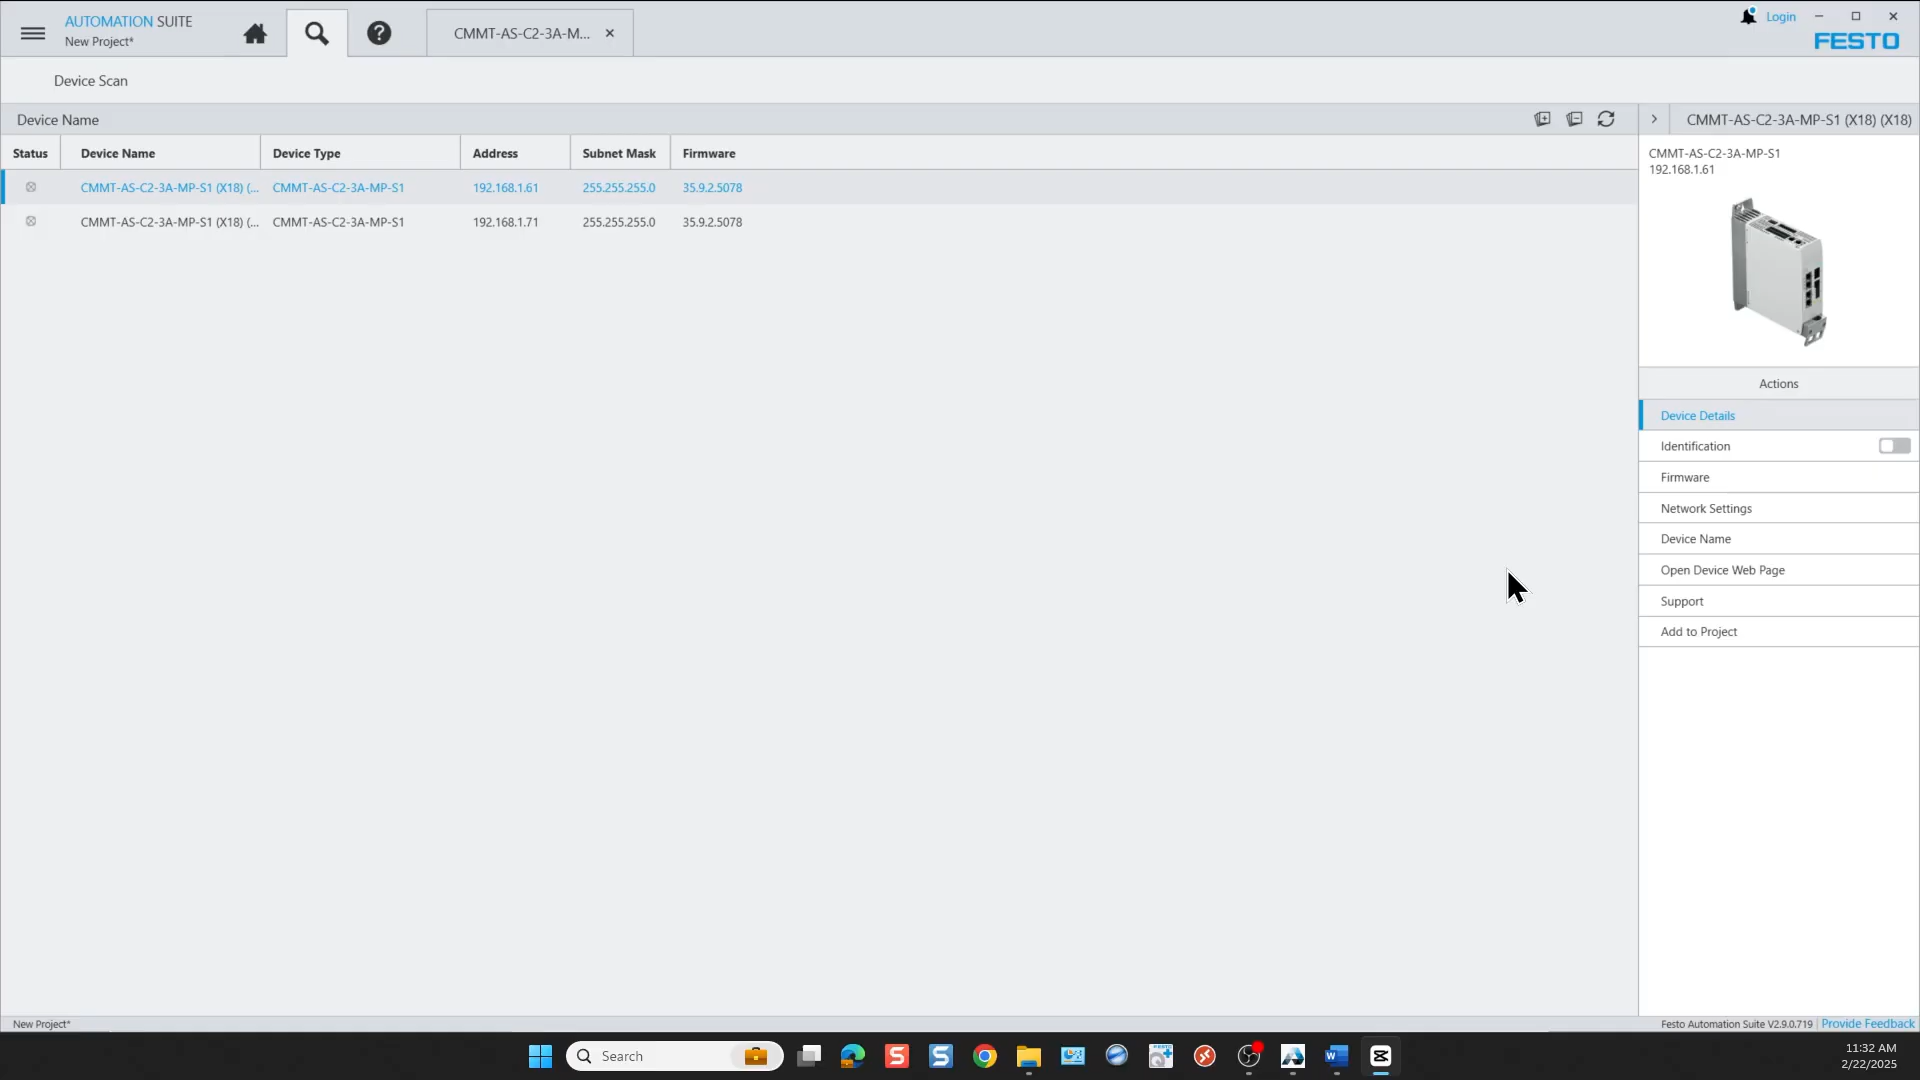 AUTOMATION SUITE
New Project*
CMMT-AS-C2-3A-M...
Login
FESTO
Device Scan
Device Name
CMMT-AS-C2-3A-MP-S1 (X18) (X18)
Status Device Name Device Type Address Subnet Mask Firmware
CMMT-AS-C2-3A-MP-S1 (X18) (... CMMT-AS-C2-3A-MP-S1 192.168.1.61 255.255.255.0 35.9.2.5078
CMMT-AS-C2-3A-MP-S1 (X18) (... CMMT-AS-C2-3A-MP-S1 192.168.1.71 255.255.255.0 35.9.2.5078
CMMT-AS-C2-3A-MP-S1
192.168.1.61
Actions
Device Details
Identification
Firmware
Network Settings
Device Name
Open Device Web Page
Support
Add to Project
New Project*
Festo Automation Suite V2.9.0.719 Provide Feedback
Search
11:32 AM
2/22/2025